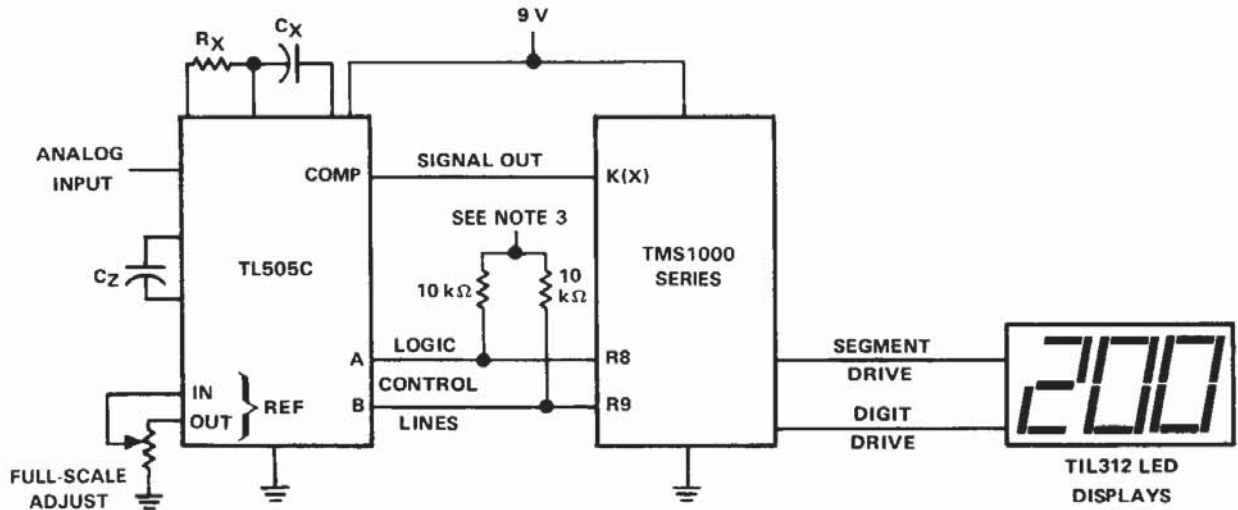 9 V
RX
CX
ANALOG
INPUT
COMP
SIGNAL OUT
K(X)
SEE NOTE 3
CZ
TL505C
10 kΩ
10
kΩ
TMS1000
SERIES
A
LOGIC
R8
CONTROL
B
LINES
R9
IN
OUT
REF
FULL-SCALE
ADJUST
SEGMENT
DRIVE
DIGIT
DRIVE
200
TIL312 LED
DISPLAYS